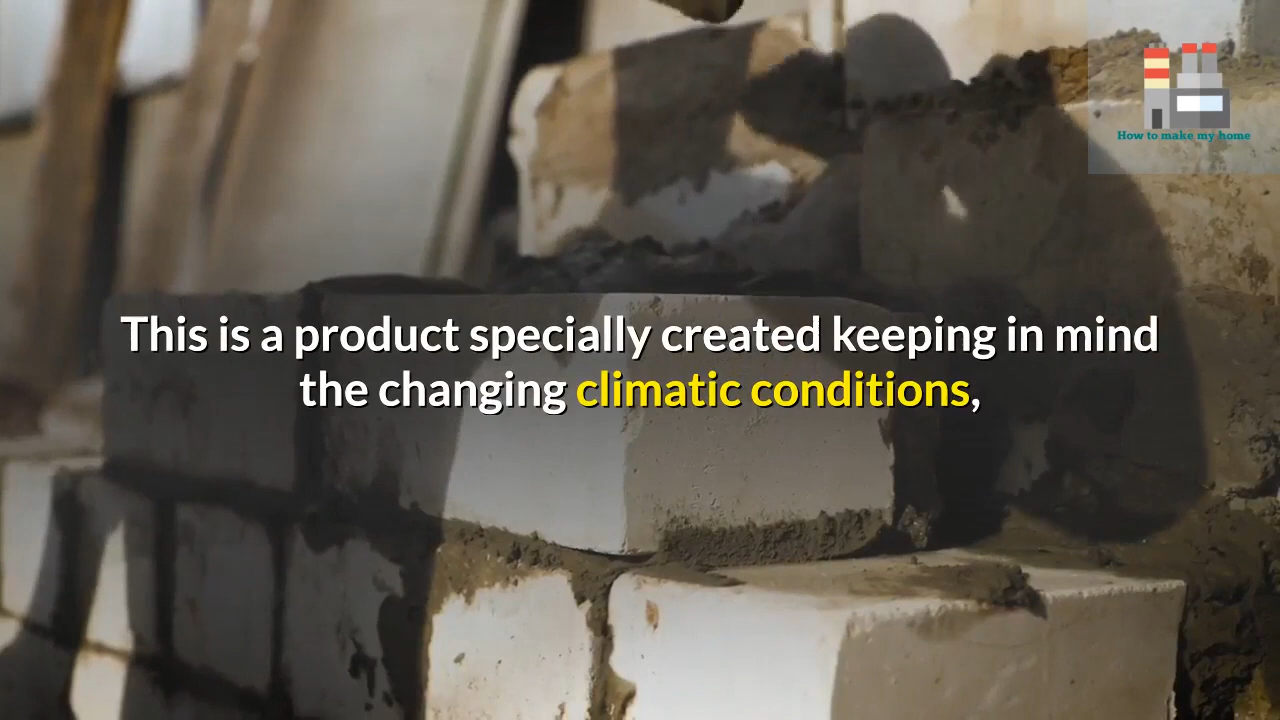 How to make my home
This is a product specially created keeping in mind
the changing climatic conditions,